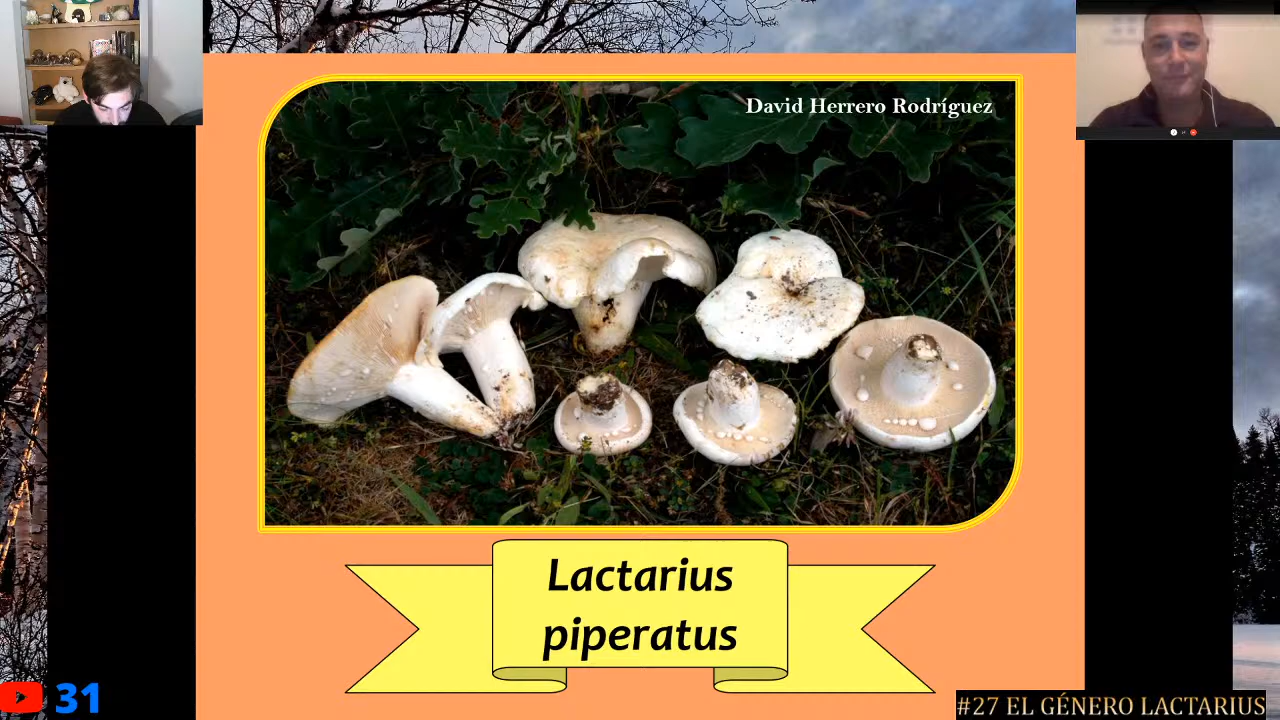 David Herrero Rodríguez
Lactarius
piperatus
31
#27 EL GÉNERO LACTARIUS